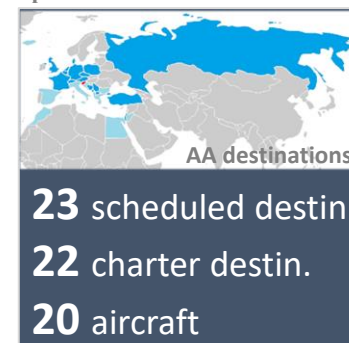 AA destinations
23 scheduled destin
22 charter destin.
20 aircraft